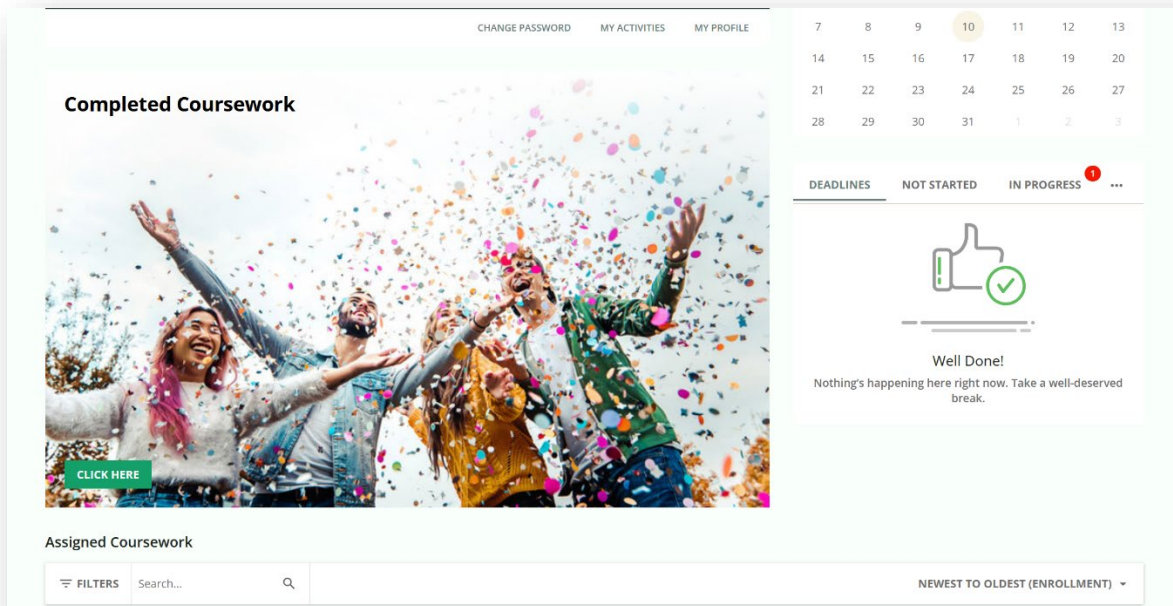 CHANGE PASSWORD MY ACTIVITIES MY PROFILE
Completed Coursework
CLICK HERE
7 8 9 10 11 12 13
14 15 16 17 18 19 20
21 22 23 24 25 26 27
28 29 30 31 1 2 3
DEADLINES NOT STARTED IN PROGRESS 1 ...
Well Done!
Nothing's happening here right now. Take a well-deserved
break.
Assigned Coursework
FILTERS Search... NEWEST TO OLDEST (ENROLLMENT)